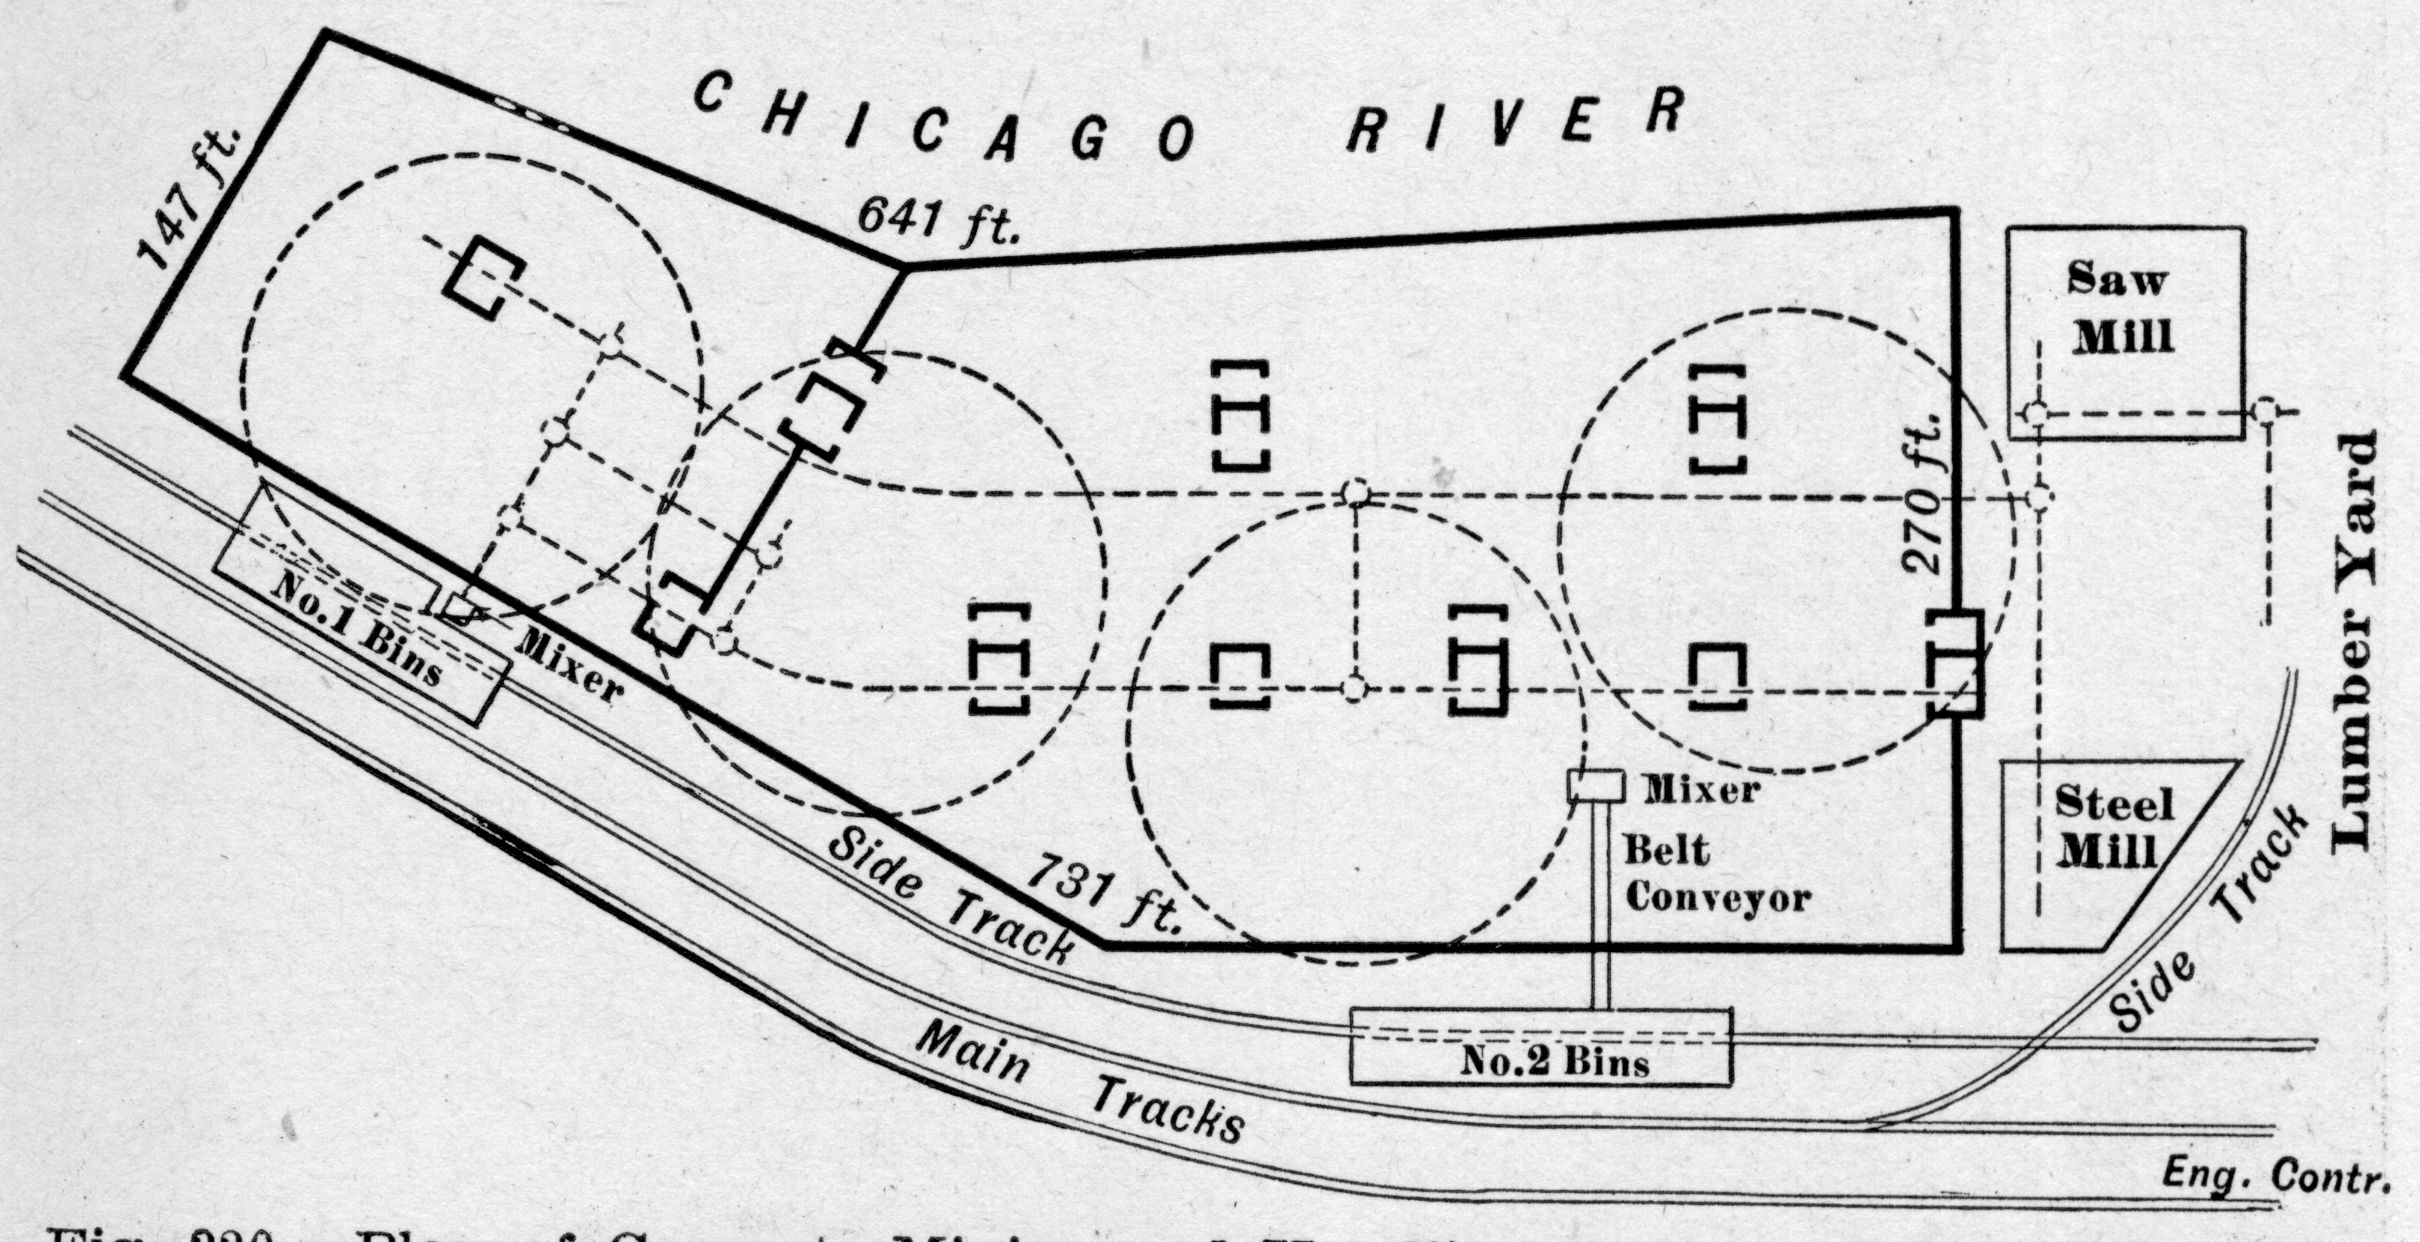 CHICAGO RIVER
147 ft.
641 ft.
Saw
Mill
270 ft.
Lumber Yard
No.1 Bins
Mixer
Mixer
Belt
Conveyor
Steel
Mill
Side Track
731 ft.
Side Track
Main Tracks
No.2 Bins
Eng. Contr.